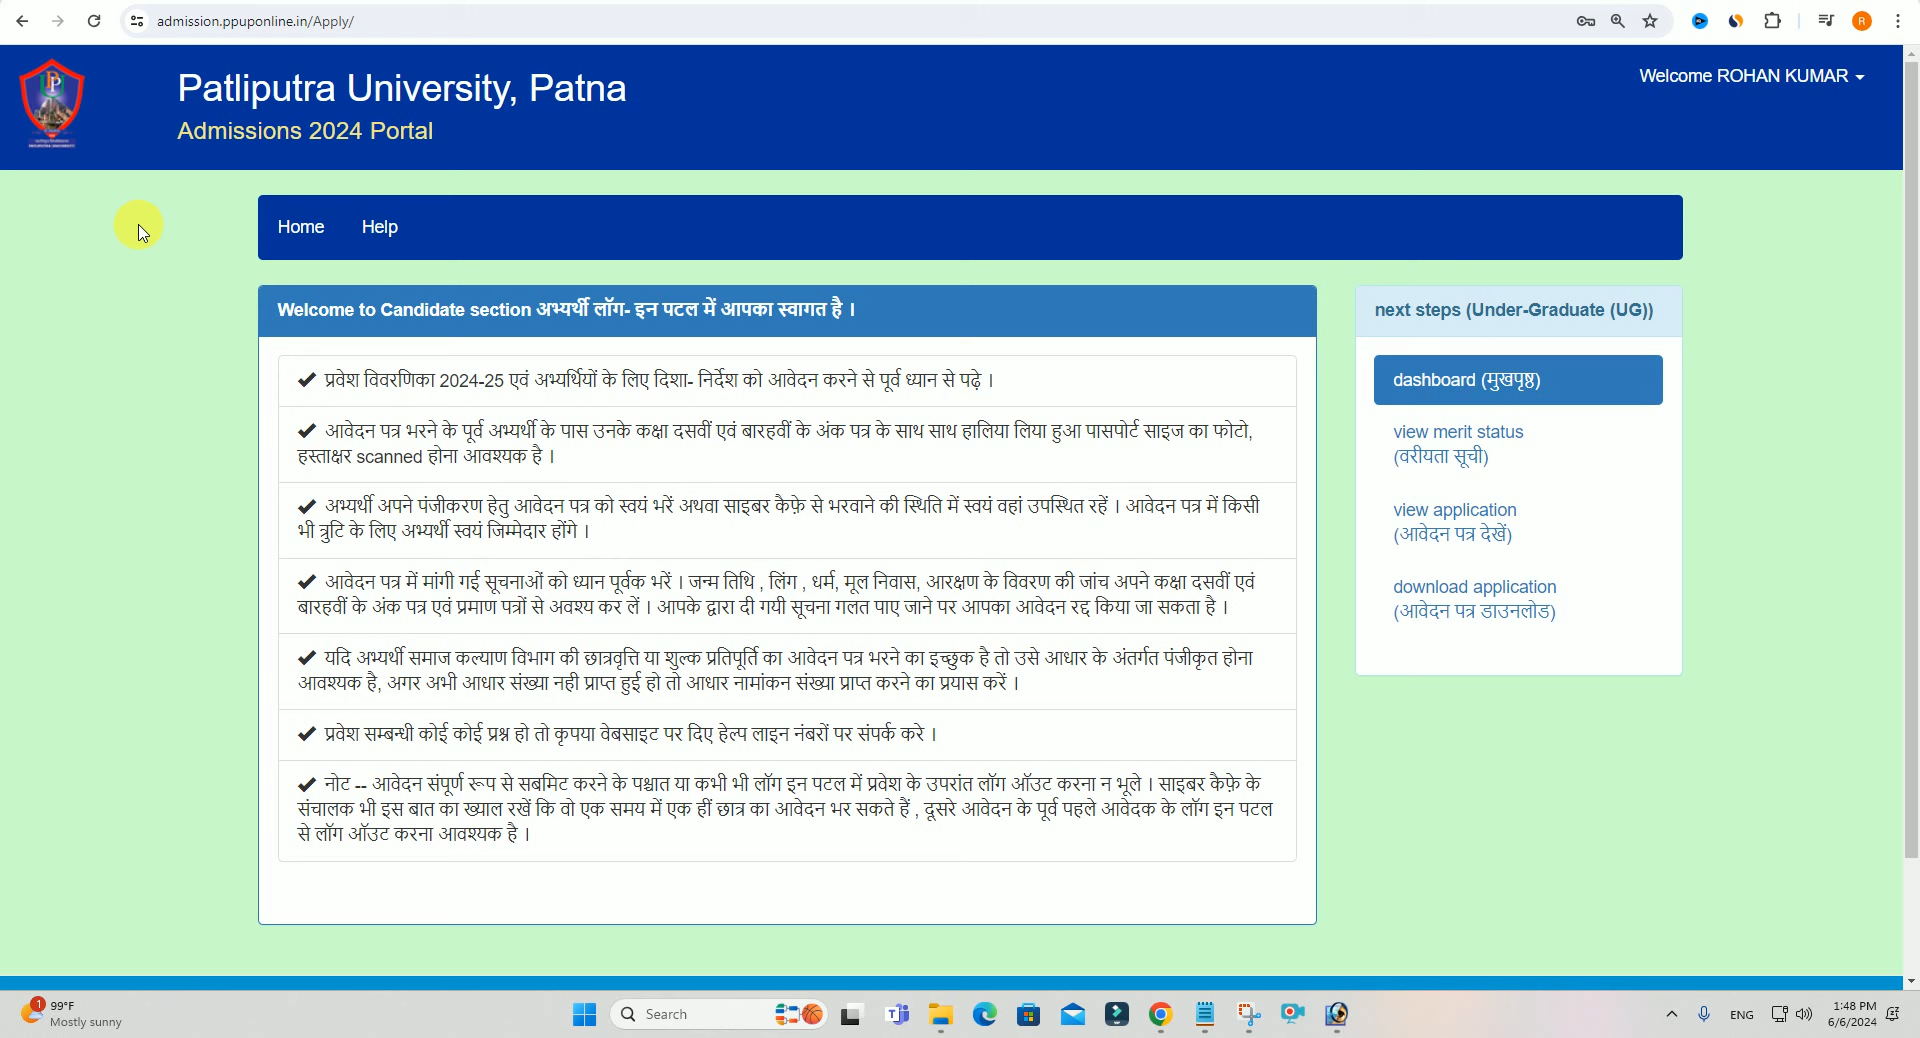 admission.ppuponline.in/Apply/
R
Patliputra University, Patna
Admissions 2024 Portal
Welcome ROHAN KUMAR
Home Help
Welcome to Candidate section अभ्यर्थी लॉग- इन पटल में आपका स्वागत है ।
✔ प्रवेश विवरणिका 2024-25 एवं अभ्यर्थियों के लिए दिशा- निर्देश को आवेदन करने से पूर्व ध्यान से पढ़े ।
✔ आवेदन पत्र भरने के पूर्व अभ्यर्थी के पास उनके कक्षा दसवीं एवं बारहवीं के अंक पत्र के साथ साथ हालिया लिया हुआ पासपोर्ट साइज का फोटो,
हस्ताक्षर scanned होना आवश्यक है ।
✔ अभ्यर्थी अपने पंजीकरण हेतु आवेदन पत्र को स्वयं भरें अथवा साइबर कैफ़े से भरवाने की स्थिति में स्वयं वहां उपस्थित रहें । आवेदन पत्र में किसी
भी त्रुटि के लिए अभ्यर्थी स्वयं जिम्मेदार होंगे ।
✔ आवेदन पत्र में मांगी गई सूचनाओं को ध्यान पूर्वक भरें । जन्म तिथि , लिंग , धर्म, मूल निवास, आरक्षण के विवरण की जांच अपने कक्षा दसवीं एवं
बारहवीं के अंक पत्र एवं प्रमाण पत्रों से अवश्य कर लें । आपके द्वारा दी गयी सूचना गलत पाए जाने पर आपका आवेदन रद्द किया जा सकता है ।
✔ यदि अभ्यर्थी समाज कल्याण विभाग की छात्रवृत्ति या शुल्क प्रतिपूर्ति का आवेदन पत्र भरने का इच्छुक है तो उसे आधार के अंतर्गत पंजीकृत होना
आवश्यक है, अगर अभी आधार संख्या नही प्राप्त हुई हो तो आधार नामांकन संख्या प्राप्त करने का प्रयास करें ।
✔ प्रवेश सम्बन्धी कोई कोई प्रश्न हो तो कृपया वेबसाइट पर दिए हेल्प लाइन नंबरों पर संपर्क करे ।
✔ नोट -- आवेदन संपूर्ण रूप से सबमिट करने के पश्चात या कभी भी लॉग इन पटल में प्रवेश के उपरांत लॉग ऑउट करना न भूले । साइबर कैफ़े के
संचालक भी इस बात का ख्याल रखें कि वो एक समय में एक हीं छात्र का आवेदन भर सकते हैं , दूसरे आवेदन के पूर्व पहले आवेदक के लॉग इन पटल
से लॉग ऑउट करना आवश्यक है ।
next steps (Under-Graduate (UG))
dashboard (मुखपृष्ठ)
view merit status
(वरीयता सूची)
view application
(आवेदन पत्र देखें)
download application
(आवेदन पत्र डाउनलोड)
1
99°F
Mostly sunny
Search
ENG
1:48 PM
6/6/2024